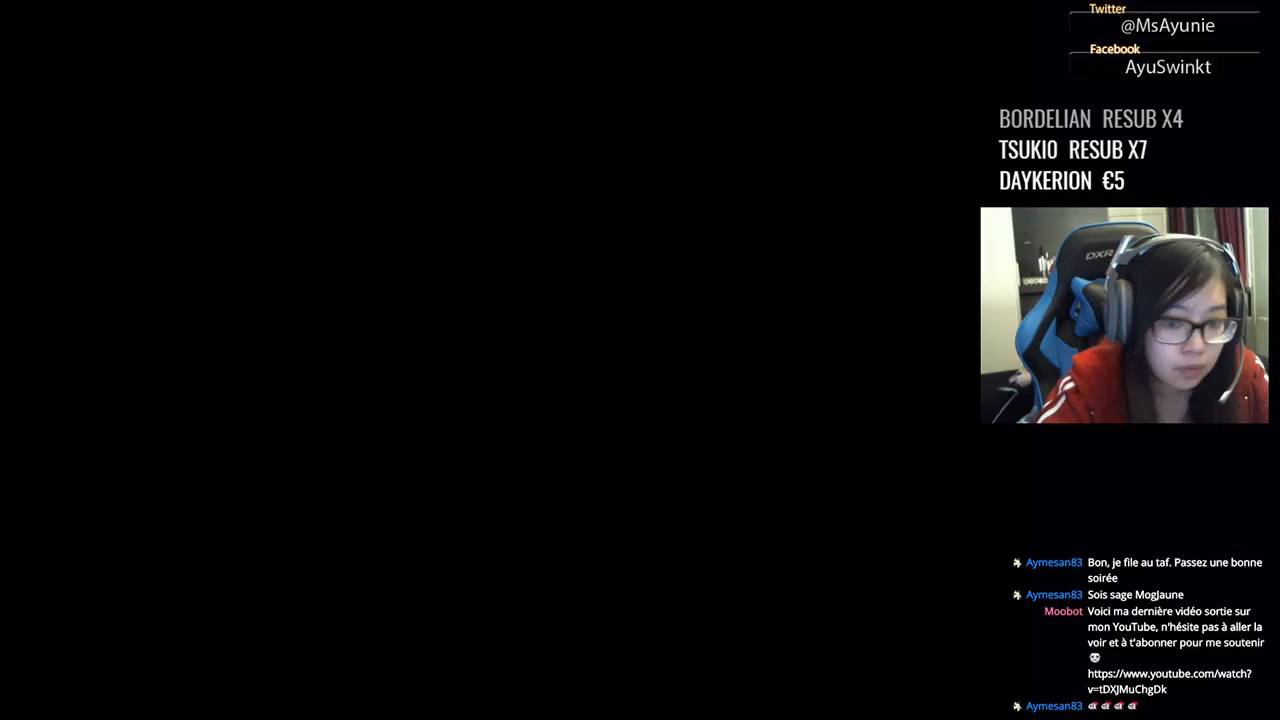 Twitter
@MsAyunie
Facebook
AyuSwinkt
BORDELIAN RESUB X4
TSUKIO RESUB X7
DAYKERION €5
DXR
Aymesan83 Bon, je file au taf. Passez une bonne
soirée
Aymesan83 Sois sage MogJaune
Moobot Voici ma dernière vidéo sortie sur
mon YouTube, n'hésite pas à aller la
voir et à t'abonner pour me soutenir
https://www.youtube.com/watch?
v=tDXJMuChgDk
Aymesan83